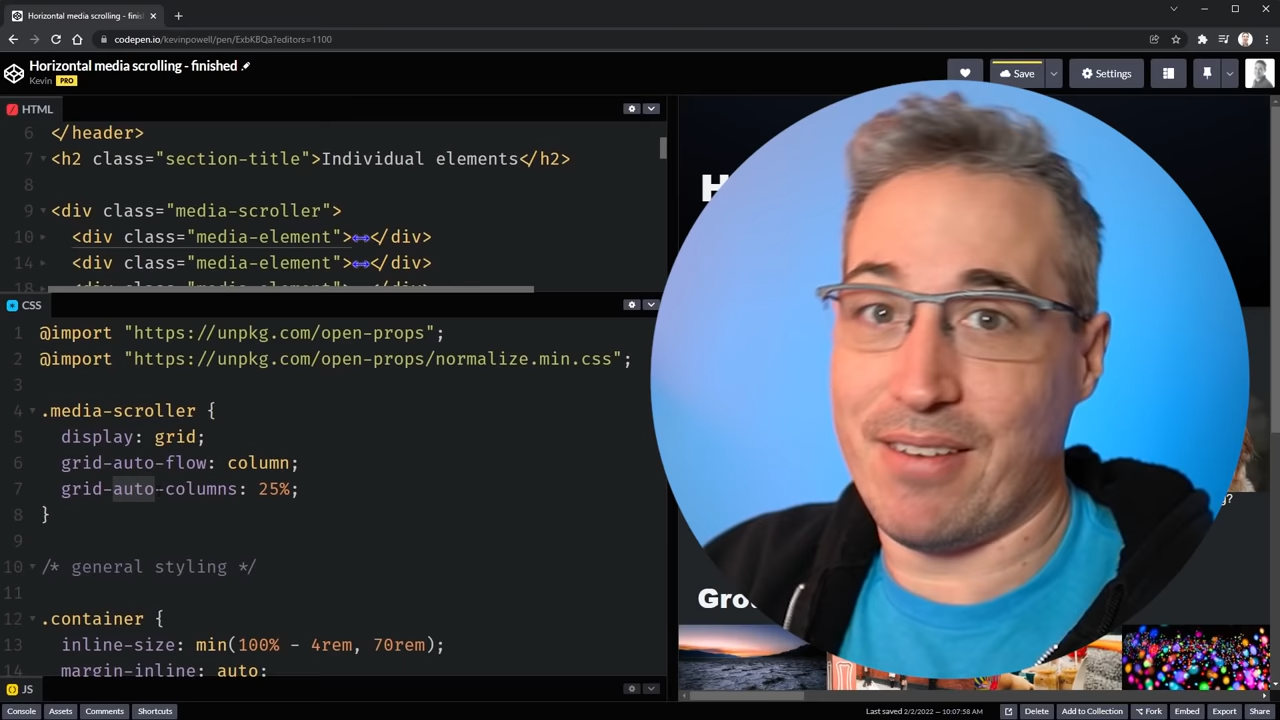 Horizontal media scrolling - finis
codepen.io/kevinpowell/pen/ExbKBQa?editors=1100
Horizontal media scrolling - finished
Kevin PRO
Save
Settings
HTML
6 </header>
7 <h2 class="section-title">Individual elements</h2>
8
9 <div class="media-scroller">
10 <div class="media-element"></div>
14 <div class="media-element"></div>
18
CSS
1 @import "https://unpkg.com/open-props";
2 @import "https://unpkg.com/open-props/normalize.min.css";
3
4 .media-scroller {
5 display: grid;
6 grid-auto-flow: column;
7 grid-auto-columns: 25%;
8 }
9
10 /* general styling */
11
12 .container {
13 inline-size: min(100% - 4rem, 70rem);
14 margin-inline: auto;
JS
H
g?
Gro
Console Assets Comments Shortcuts
Last saved 2/2/2022 — 10:07:58 AM
Delete Add to Collection Fork Embed Export Share